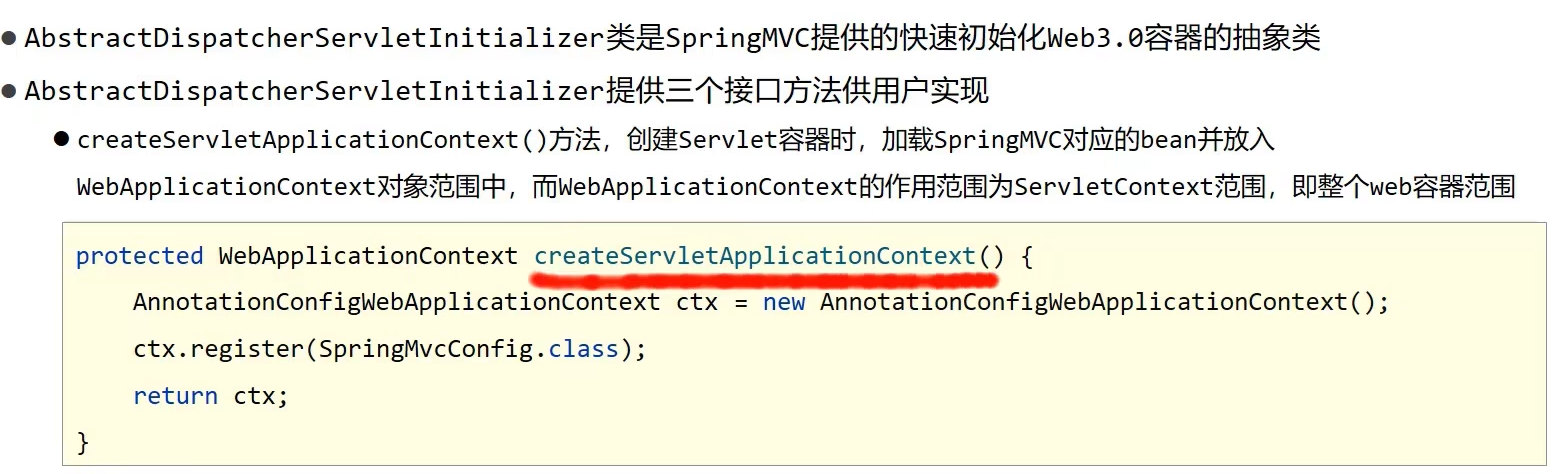 ● AbstractDispatcherServletInitializer类是SpringMVC提供的快速初始化Web3.0容器的抽象类
● AbstractDispatcherServletInitializer提供三个接口方法供用户实现
● createServletApplicationContext()方法，创建Servlet容器时，加载SpringMVC对应的bean并放入
WebApplicationContext对象范围中，而WebApplicationContext的作用范围为ServletContext范围，即整个web容器范围
protected WebApplicationContext createServletApplicationContext() {
    AnnotationConfigWebApplicationContext ctx = new AnnotationConfigWebApplicationContext();
    ctx.register(SpringMvcConfig.class);
    return ctx;
}